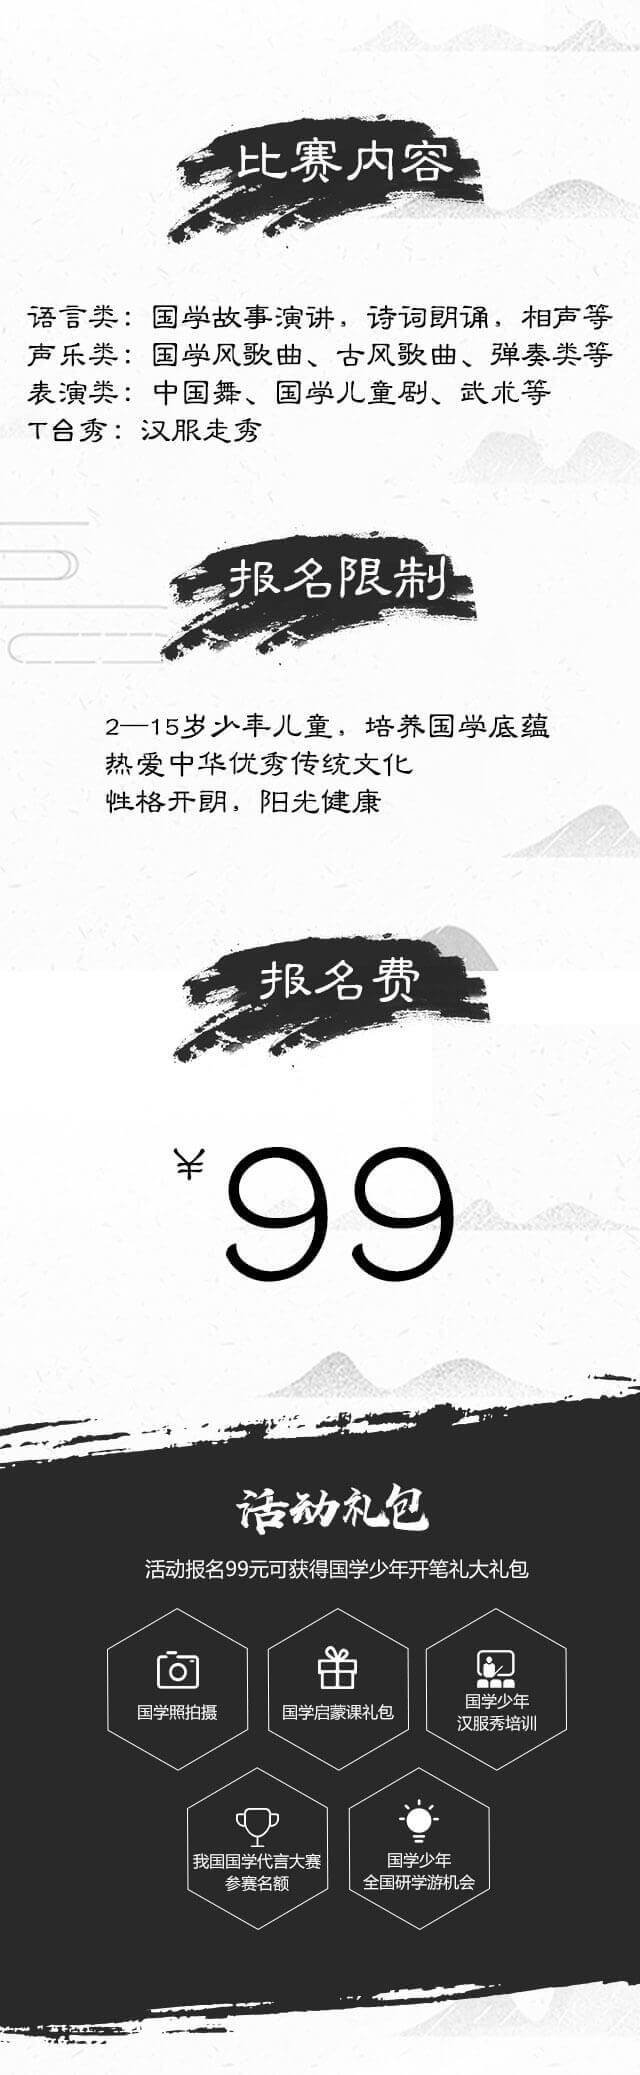 比赛内容
语言类：国学故事演讲，诗词朗诵，相声等
声乐类：国学风歌曲、古风歌曲、弹奏类等
表演类：中国舞、国学儿童剧、武术等
T台秀：汉服走秀
报名限制
2—15岁少年儿童，培养国学底蕴
热爱中华优秀传统文化
性格开朗，阳光健康
报名费
¥99
活动礼包
活动报名99元可获得国学少年开笔礼大礼包
国学照拍摄
国学启蒙课礼包
国学少年
汉服秀培训
我国国学代言大赛
参赛名额
国学少年
全国研学游机会